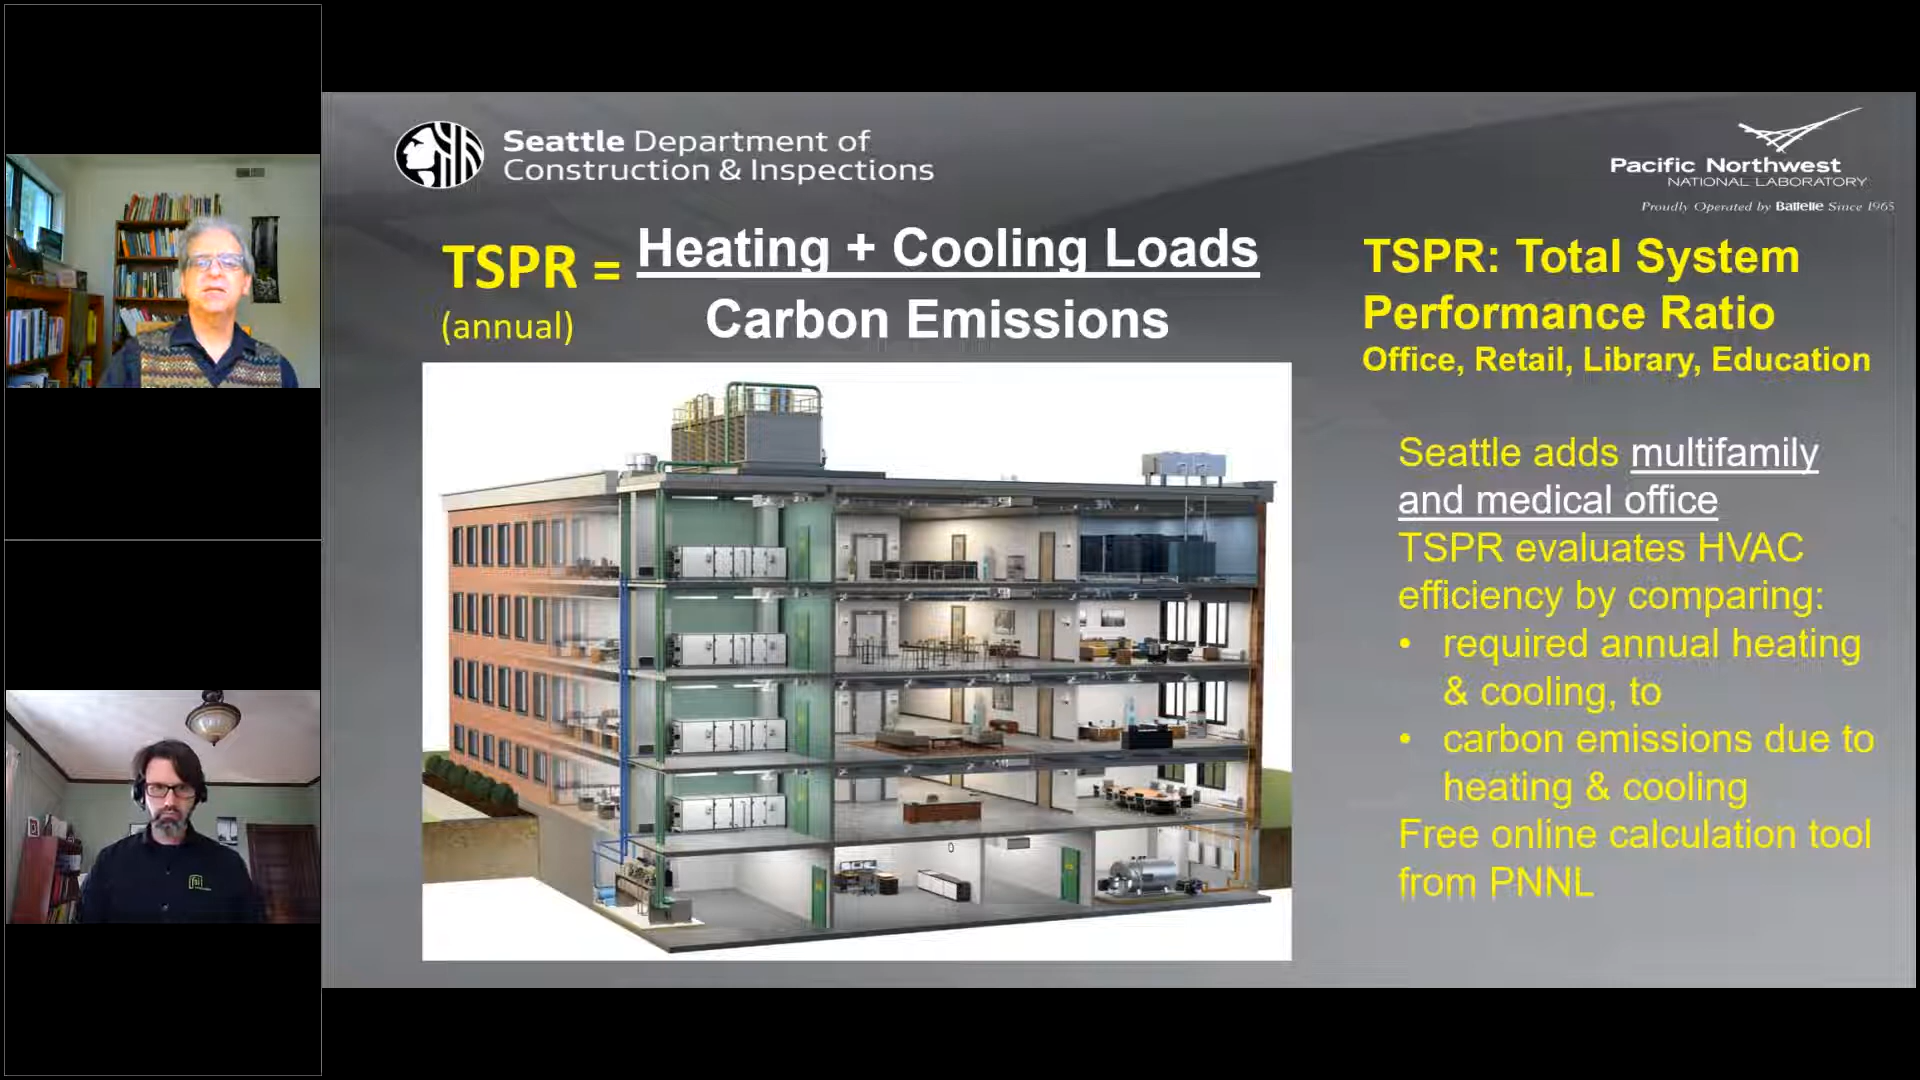 Seattle Department of
Construction & Inspections
Pacific Northwest
NATIONAL LABORATORY
Proudly Operated by Battelle Since 1965
TSPR = Heating + Cooling Loads
(annual) Carbon Emissions
TSPR: Total System
Performance Ratio
Office, Retail, Library, Education
Seattle adds multifamily
and medical office
TSPR evaluates HVAC
efficiency by comparing:
• required annual heating
& cooling, to
• carbon emissions due to
heating & cooling
Free online calculation tool
from PNNL